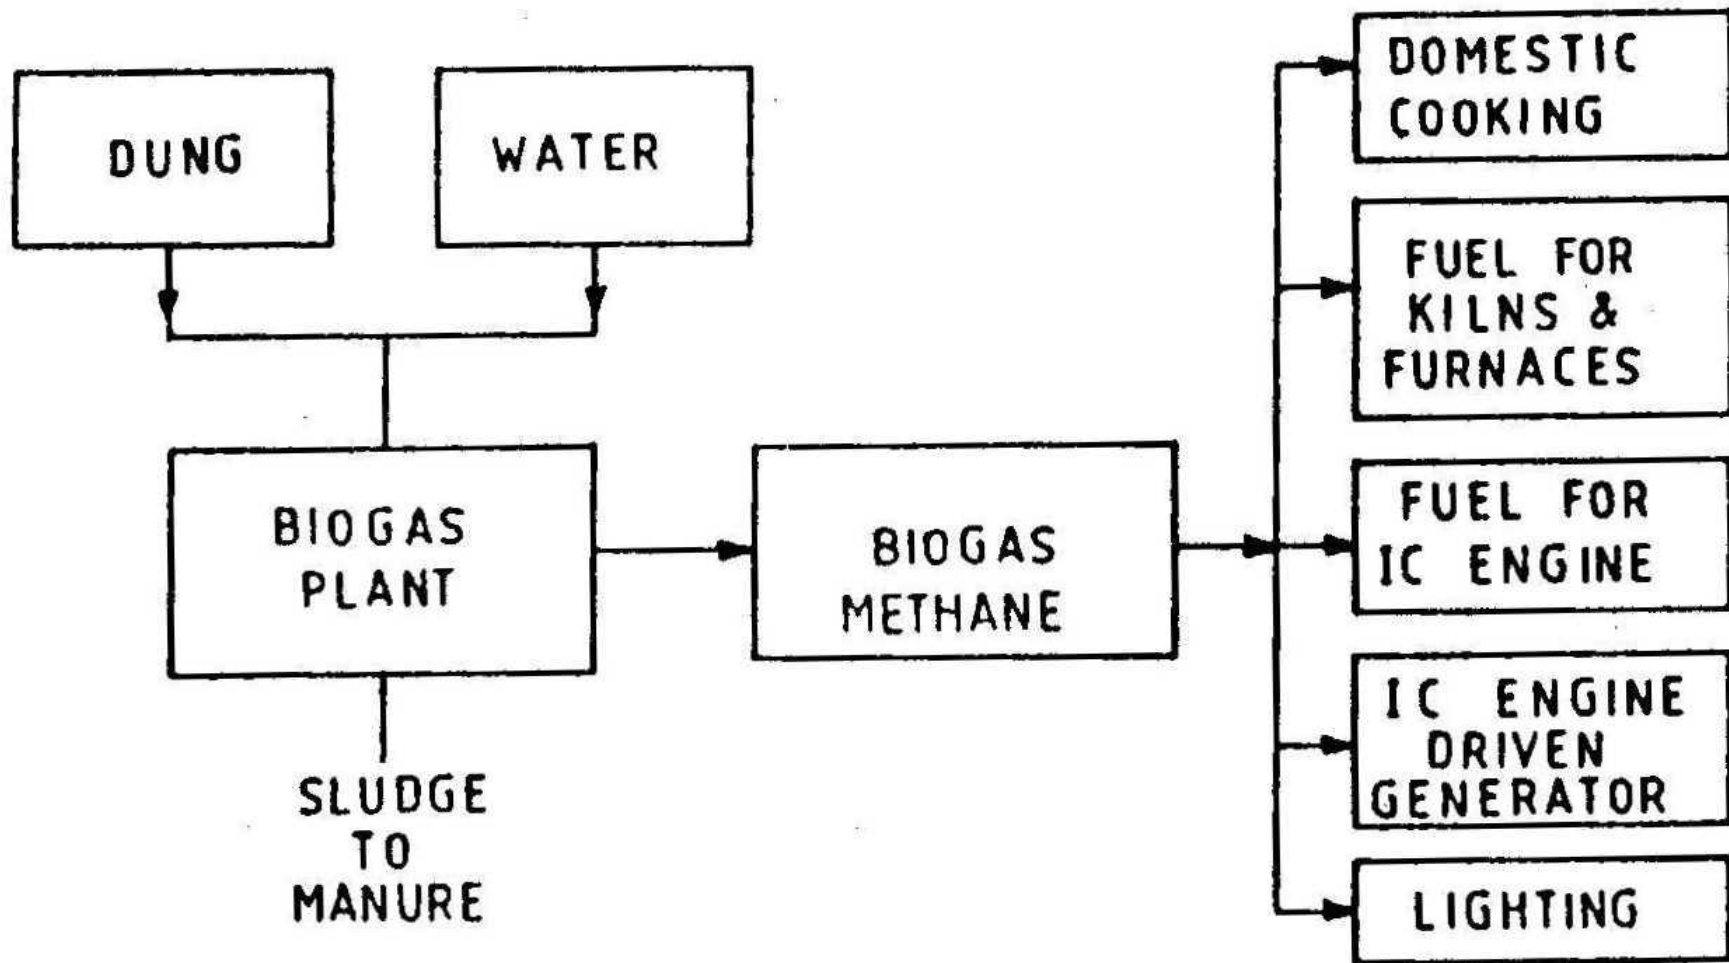 DUNG
WATER
BIOGAS
PLANT
SLUDGE
TO
MANURE
BIOGAS
METHANE
DOMESTIC
COOKING
FUEL FOR
KILNS &
FURNACES
FUEL FOR
IC ENGINE
IC ENGINE
DRIVEN
GENERATOR
LIGHTING